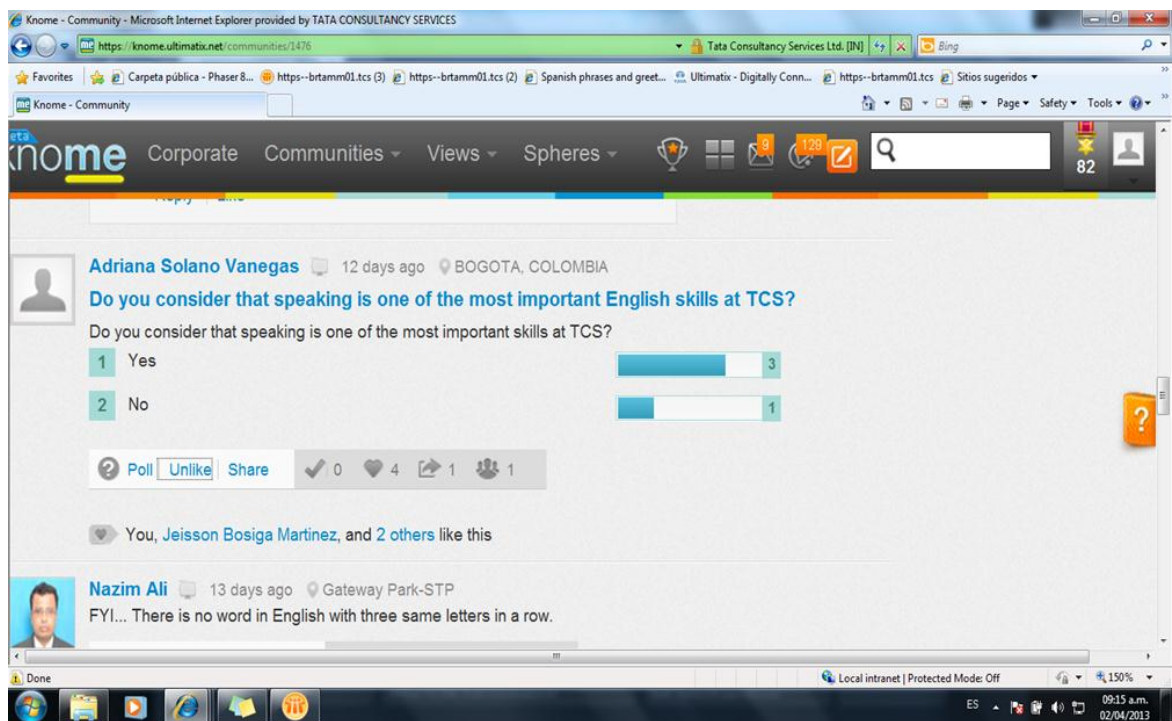 Knome - Community - Microsoft Internet Explorer provided by TATA CONSULTANCY SERVICES
https://knome.ultimatix.net/communities/1476
Tata Consultancy Services Ltd. [IN]
Bing
Favorites
Carpeta pública - Phaser 8...
https--brtamm01.tcs (3)
https--brtamm01.tcs (2)
Spanish phrases and greet...
Ultimatix - Digitally Conn...
https--brtamm01.tcs
Sitios sugeridos
Knome - Community
Page
Safety
Tools
knome Corporate Communities Views Spheres 9 129 82
Reply Like
Adriana Solano Vanegas 12 days ago BOGOTA, COLOMBIA
Do you consider that speaking is one of the most important English skills at TCS?
Do you consider that speaking is one of the most important skills at TCS?
1 Yes 3
2 No 1
? Poll Unlike Share 0 4 1 1
?
You, Jeisson Bosiga Martinez, and 2 others like this
Nazim Ali 13 days ago Gateway Park-STP
FYI... There is no word in English with three same letters in a row.
Done
Local intranet | Protected Mode: Off
150%
ES
09:15 a.m.
02/04/2013